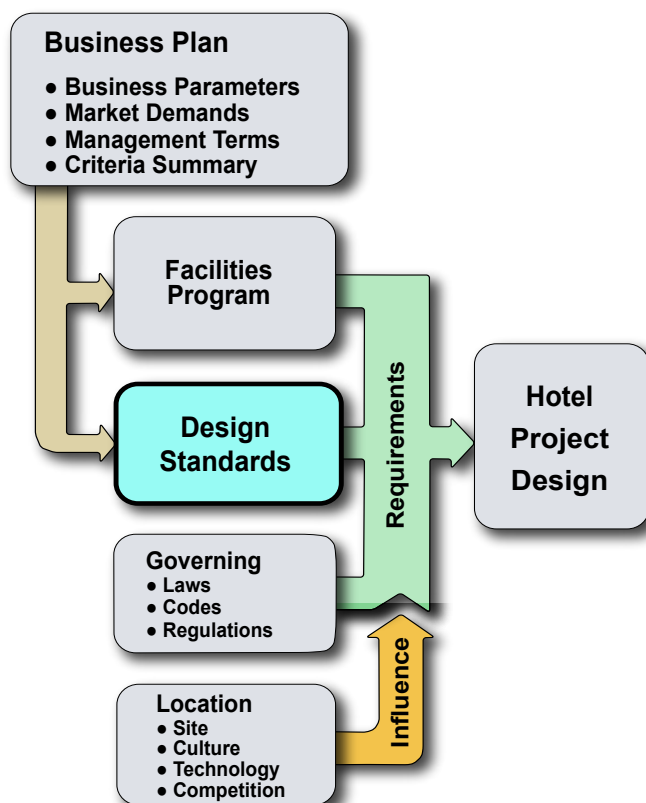 Business Plan
● Business Parameters
● Market Demands
● Management Terms
● Criteria Summary
Facilities
Program
Design
Standards
Governing
● Laws
● Codes
● Regulations
Location
● Site
● Culture
● Technology
● Competition
Requirements
Influence
Hotel
Project
Design